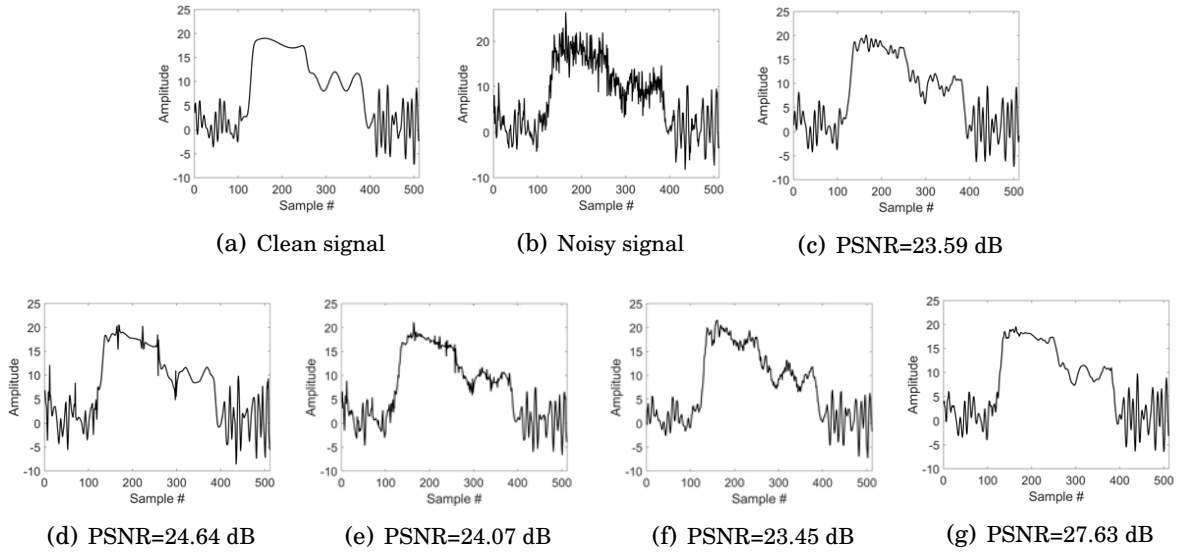 25
20
15
10
5
0
-5
-10
Amplitude
0 100 200 300 400 500
Sample #
(a) Clean signal
20
10
0
-10
Amplitude
0 100 200 300 400 500
Sample #
(b) Noisy signal
25
20
15
10
5
0
-5
-10
Amplitude
0 100 200 300 400 500
Sample #
(c) PSNR=23.59 dB
25
20
15
10
5
0
-5
-10
Amplitude
0 100 200 300 400 500
Sample #
(d) PSNR=24.64 dB
25
20
15
10
5
0
-5
-10
Amplitude
0 100 200 300 400 500
Sample #
(e) PSNR=24.07 dB
25
20
15
10
5
0
-5
-10
Amplitude
0 100 200 300 400 500
Sample #
(f) PSNR=23.45 dB
25
20
15
10
5
0
-5
-10
Amplitude
0 100 200 300 400 500
Sample #
(g) PSNR=27.63 dB